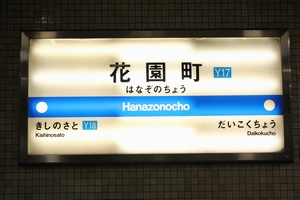 花園町 Y17
はなぞのちょう
Hanazonocho
きしのさと Y18
Kishinosato
だいこくちょう
Daikokucho